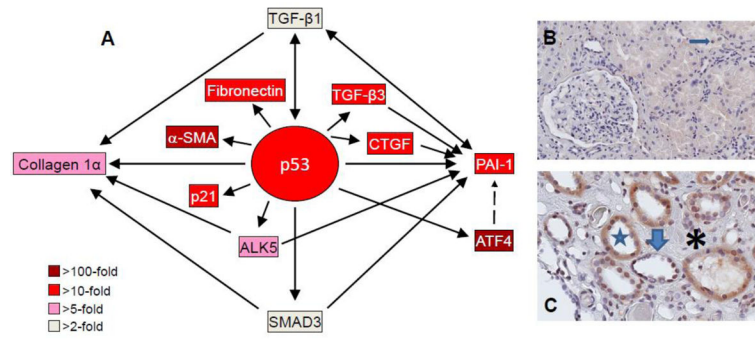 A
TGF-β1
B
Fibronectin
TGF-β3
α-SMA
CTGF
Collagen 1α
p53
PAI-1
p21
ALK5
ATF4
>100-fold
>10-fold
>5-fold
>2-fold
SMAD3
*
C